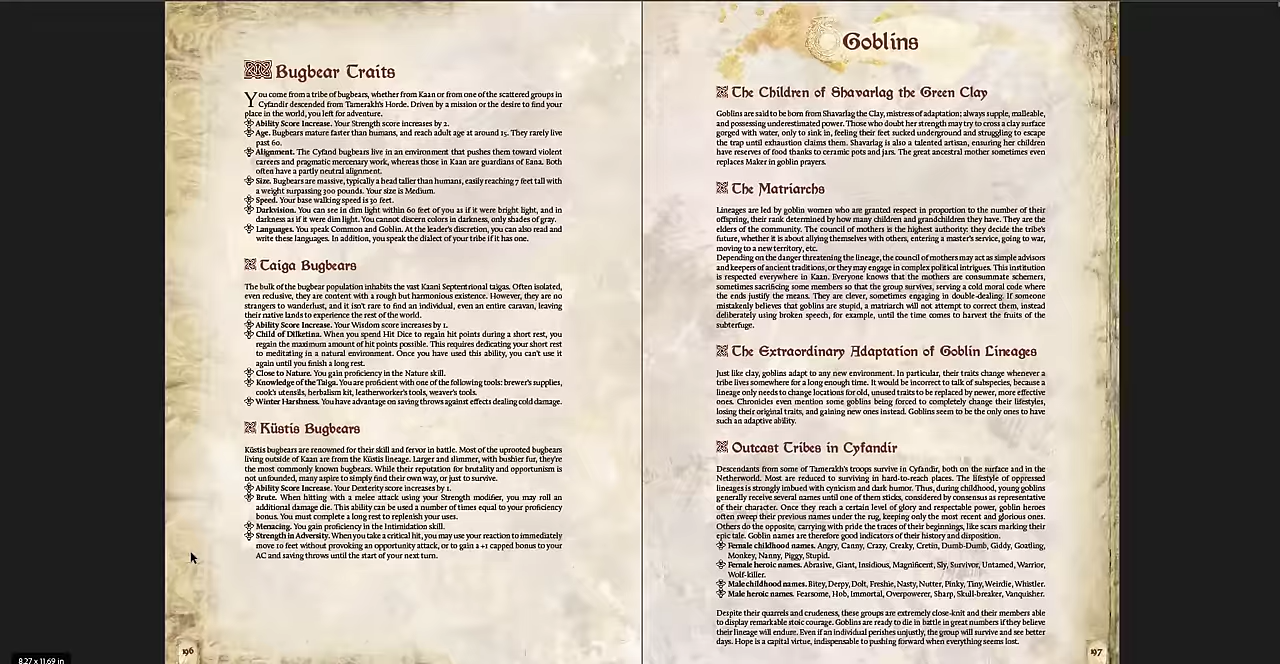 Bugbear Traits
You come from a tribe of bugbears, whether from Kaan or from one of the scattered groups in
Cyfandir descended from Tamerakh's Horde. Driven by a mission or the desire to find your
place in the world, you left for adventure.
Ability Score Increase. Your Strength score increases by 2.
Age. Bugbears mature faster than humans, and reach adult age at around 15. They rarely live
past 60.
Alignment. The Cyfand bugbears live in an environment that pushes them toward violent
careers and pragmatic mercenary work, whereas those in Kaan are guardians of Eana. Both
often have a partly neutral alignment.
Size. Bugbears are massive, typically a head taller than humans, easily reaching 7 feet tall with
a weight surpassing 300 pounds. Your size is Medium.
Speed. Your base walking speed is 30 feet.
Darkvision. You can see in dim light within 60 feet of you as if it were bright light, and in
darkness as if it were dim light. You cannot discern colors in darkness, only shades of gray.
Languages. You speak Common and Goblin. At the leader's discretion, you can also read and
write these languages. In addition, you speak the dialect of your tribe if it has one.
Taiga Bugbears
The bulk of the bugbear population inhabits the vast Kaani Septentrional taigas. Often isolated,
even reclusive, they are content with a rough but harmonious existence. However, they are no
strangers to wanderlust, and it isn't rare to find an individual, even an entire caravan, leaving
their native lands to experience the rest of the world.
Ability Score Increase. Your Wisdom score increases by 1.
Child of Dilketina. When you spend Hit Dice to regain hit points during a short rest, you
regain the maximum amount of hit points possible. This requires dedicating your short rest
to meditating in a natural environment. Once you have used this ability, you can't use it
again until you finish a long rest.
Close to Nature. You gain proficiency in the Nature skill.
Knowledge of the Taiga. You are proficient with one of the following tools: brewer's supplies,
cook's utensils, herbalism kit, leatherworker's tools, weaver's tools.
Winter Hardness. You have advantage on saving throws against effects dealing cold damage.
Küstis Bugbears
Küstis bugbears are renowned for their skill and fervor in battle. Most of the uprooted bugbears
living outside of Kaan are from the Küstis lineage. Larger and slimmer, with bushier fur, they're
the most commonly known bugbears. While their reputation for brutality and opportunism is
not unfounded, many aspire to simply find their own way, or just to survive.
Ability Score Increase. Your Dexterity score increases by 1.
Brute. When hitting with a melee attack using your Strength modifier, you may roll an
additional damage die. This ability can be used a number of times equal to your proficiency
bonus. You must complete a long rest to replenish your uses.
Menacing. You gain proficiency in the Intimidation skill.
Strength in Adversity. When you take a critical hit, you may use your reaction to immediately
move 10 feet without provoking an opportunity attack, or to gain a +1 capped bonus to your
AC and saving throws until the start of your next turn.
196
8.27 x 11.69 in
Goblins
The Children of Shavarlag the Green Clay
Goblins are said to be born from Shavarlag the Clay, mistress of adaptation; always supple, malleable,
and possessing underestimated power. Those who doubt her strength may try to cross a clay surface
gorged with water, only to sink in, feeling their feet sucked underground and struggling to escape
the trap until exhaustion claims them. Shavarlag is also a talented artisan, ensuring her children
have reserves of food thanks to ceramic pots and jars. The great ancestral mother sometimes even
replaces Maker in goblin prayers.
The Matriarchs
Lineages are led by goblin women who are granted respect in proportion to the number of their
offspring, their rank determined by how many children and grandchildren they have. They are the
elders of the community. The council of mothers is the highest authority: they decide the tribe's
future, whether it is about allying themselves with others, entering a master's service, going to war,
moving to a new territory, etc.
Depending on the danger threatening the lineage, the council of mothers may act as simple advisors
and keepers of ancient traditions, or they may engage in complex political intrigues. This institution
is respected everywhere in Kaan. Everyone knows that the mothers are consummate schemers,
sometimes sacrificing some members so that the group survives, serving a cold moral code where
the ends justify the means. They are clever, sometimes engaging in double-dealing. If someone
mistakenly believes that goblins are stupid, a matriarch will not attempt to correct them, instead
deliberately using broken speech, for example, until the time comes to harvest the fruits of the
subterfuge.
The Extraordinary Adaptation of Goblin Lineages
Just like clay, goblins adapt to any new environment. In particular, their traits change whenever a
tribe lives somewhere for a long enough time. It would be incorrect to talk of subspecies, because a
lineage only needs to change locations for old, unused traits to be replaced by newer, more effective
ones. Chronicles even mention some goblins being forced to completely change their lifestyles,
losing their original traits, and gaining new ones instead. Goblins seem to be the only ones to have
such an adaptive ability.
Outcast Tribes in Cyfandir
Descendants from some of Tamerakh's troops survive in Cyfandir, both on the surface and in the
Netherworld. Most are reduced to surviving in hard-to-reach places. The lifestyle of oppressed
lineages is strongly imbued with cynicism and dark humor. Thus, during childhood, young goblins
generally receive several names until one of them sticks, considered by consensus as representative
of their character. Once they reach a certain level of glory and respectable power, goblin heroes
often sweep their previous names under the rug, keeping only the most recent and glorious ones.
Others do the opposite, carrying with pride the traces of their beginnings, like scars marking their
epic tale. Goblin names are therefore good indicators of their history and disposition.
Female childhood names. Angry, Canny, Crazy, Creaky, Cretin, Dumb-Dumb, Giddy, Goatling,
Monkey, Nanny, Piggy, Stupid.
Female heroic names. Abrasive, Giant, Insidious, Magnificent, Sly, Survivor, Untamed, Warrior,
Wolf-killer.
Male childhood names. Bitey, Derpy, Dolt, Freshie, Nasty, Nutter, Pinky, Tiny, Weirdie, Whistler.
Male heroic names. Fearsome, Hob, Immortal, Overpowerer, Sharp, Skull-breaker, Vanquisher.
Despite their quarrels and crudeness, these groups are extremely close-knit and their members able
to display remarkable stoic courage. Goblins are ready to die in battle in great numbers if they believe
their lineage will endure. Even if an individual perishes unjustly, the group will survive and see better
days. Hope is a capital virtue, indispensable to pushing forward when everything seems lost.
197